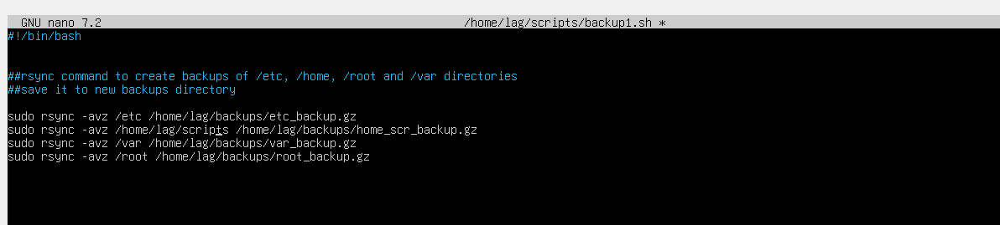 GNU nano 7.2 /home/lag/scripts/backup1.sh *
#!/bin/bash
##rsync command to create backups of /etc, /home, /root and /var directories
##save it to new backups directory
sudo rsync -avz /etc /home/lag/backups/etc_backup.gz
sudo rsync -avz /home/lag/scripts /home/lag/backups/home_scr_backup.gz
sudo rsync -avz /var /home/lag/backups/var_backup.gz
sudo rsync -avz /root /home/lag/backups/root_backup.gz